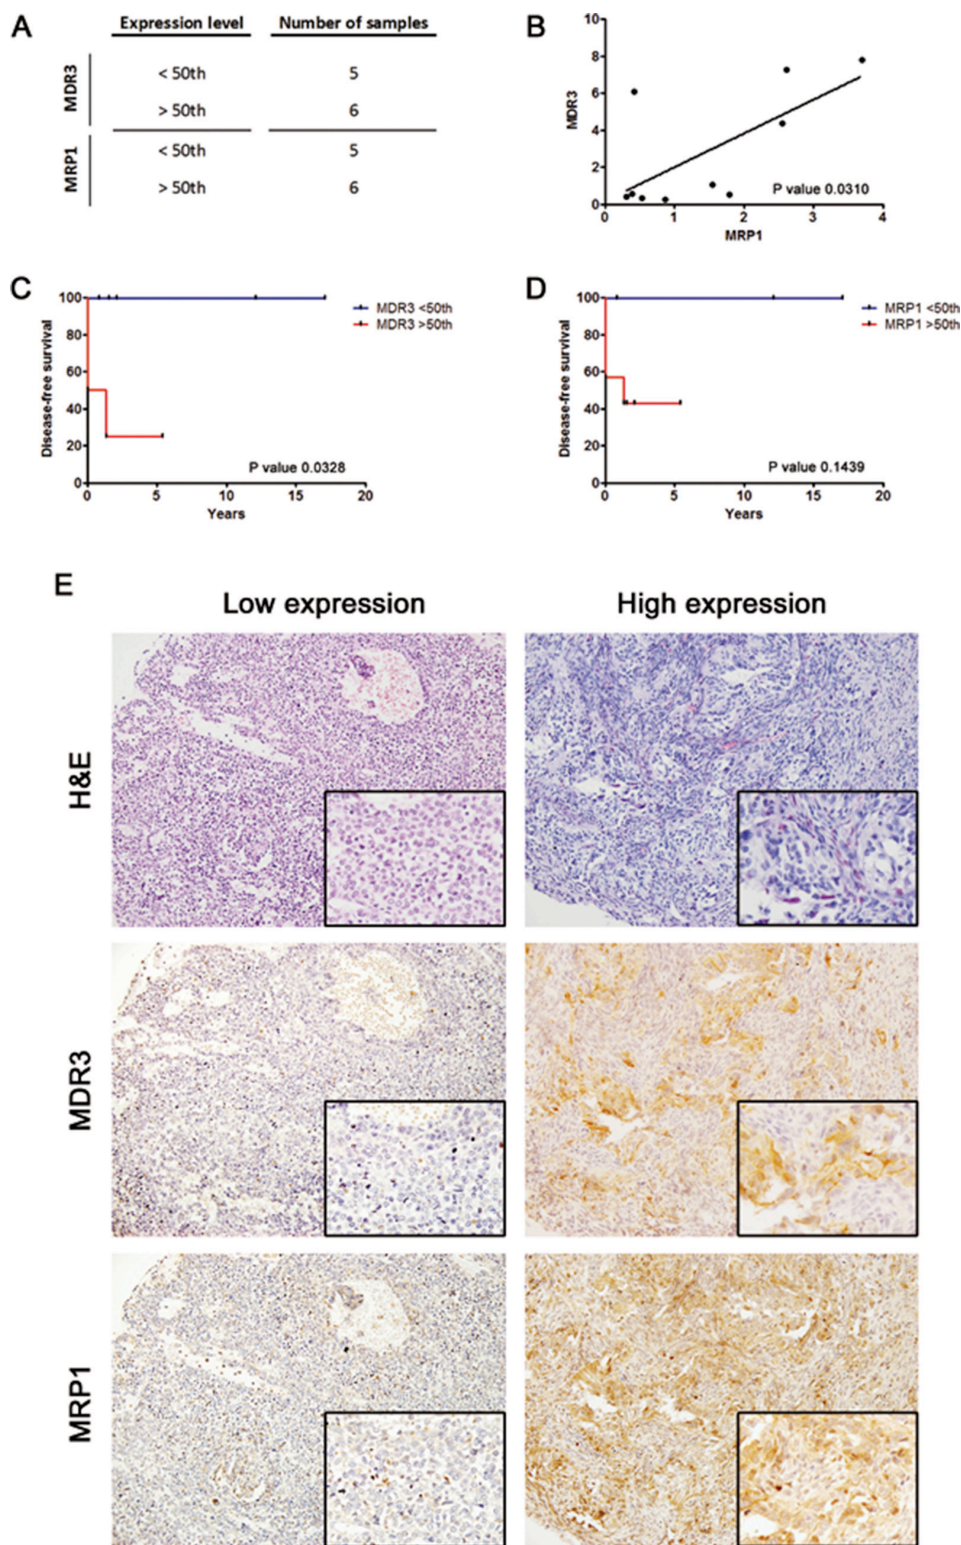 A
Expression level Number of samples
MDR3
< 50th 5
> 50th 6
MRP1
< 50th 5
> 50th 6
B
10
8
6
4
2
0
MDR3
0 1 2 3 4
MRP1
P value 0.0310
C
100
80
60
40
20
0
Disease-free survival
0 5 10 15 20
Years
MDR3 <50th
MDR3 >50th
P value 0.0328
D
100
80
60
40
20
0
Disease-free survival
0 5 10 15 20
Years
MRP1 <50th
MRP1 >50th
P value 0.1439
E
Low expression High expression
H&E
MDR3
MRP1